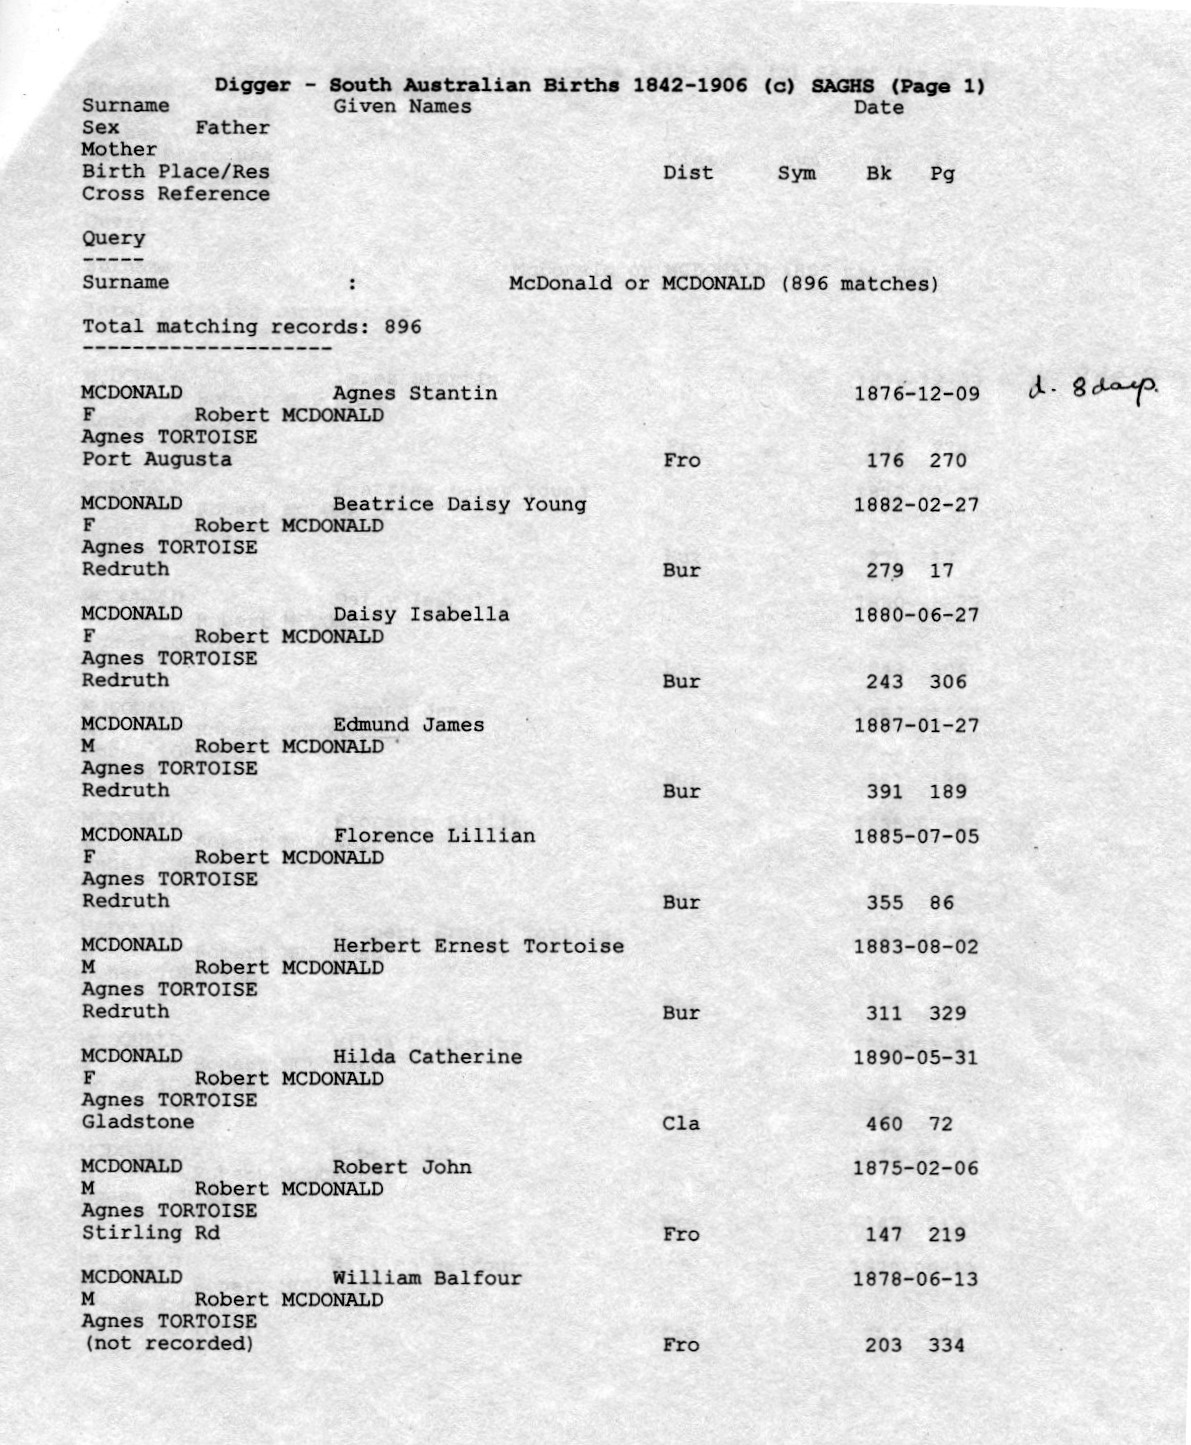 Digger - South Australian Births 1842-1906 (c) SAGHS (Page 1)
Surname Given Names Date
Sex Father
Mother
Birth Place/Res Dist Sym Bk Pg
Cross Reference
Query
-----
Surname : McDonald or MCDONALD (896 matches)
Total matching records: 896
--------------------
MCDONALD Agnes Stantin 1876-12-09 d. 8 days.
F Robert MCDONALD
Agnes TORTOISE
Port Augusta Fro 176 270
MCDONALD Beatrice Daisy Young 1882-02-27
F Robert MCDONALD
Agnes TORTOISE
Redruth Bur 279 17
MCDONALD Daisy Isabella 1880-06-27
F Robert MCDONALD
Agnes TORTOISE
Redruth Bur 243 306
MCDONALD Edmund James 1887-01-27
M Robert MCDONALD
Agnes TORTOISE
Redruth Bur 391 189
MCDONALD Florence Lillian 1885-07-05
F Robert MCDONALD
Agnes TORTOISE
Redruth Bur 355 86
MCDONALD Herbert Ernest Tortoise 1883-08-02
M Robert MCDONALD
Agnes TORTOISE
Redruth Bur 311 329
MCDONALD Hilda Catherine 1890-05-31
F Robert MCDONALD
Agnes TORTOISE
Gladstone Cla 460 72
MCDONALD Robert John 1875-02-06
M Robert MCDONALD
Agnes TORTOISE
Stirling Rd Fro 147 219
MCDONALD William Balfour 1878-06-13
M Robert MCDONALD
Agnes TORTOISE
(not recorded) Fro 203 334